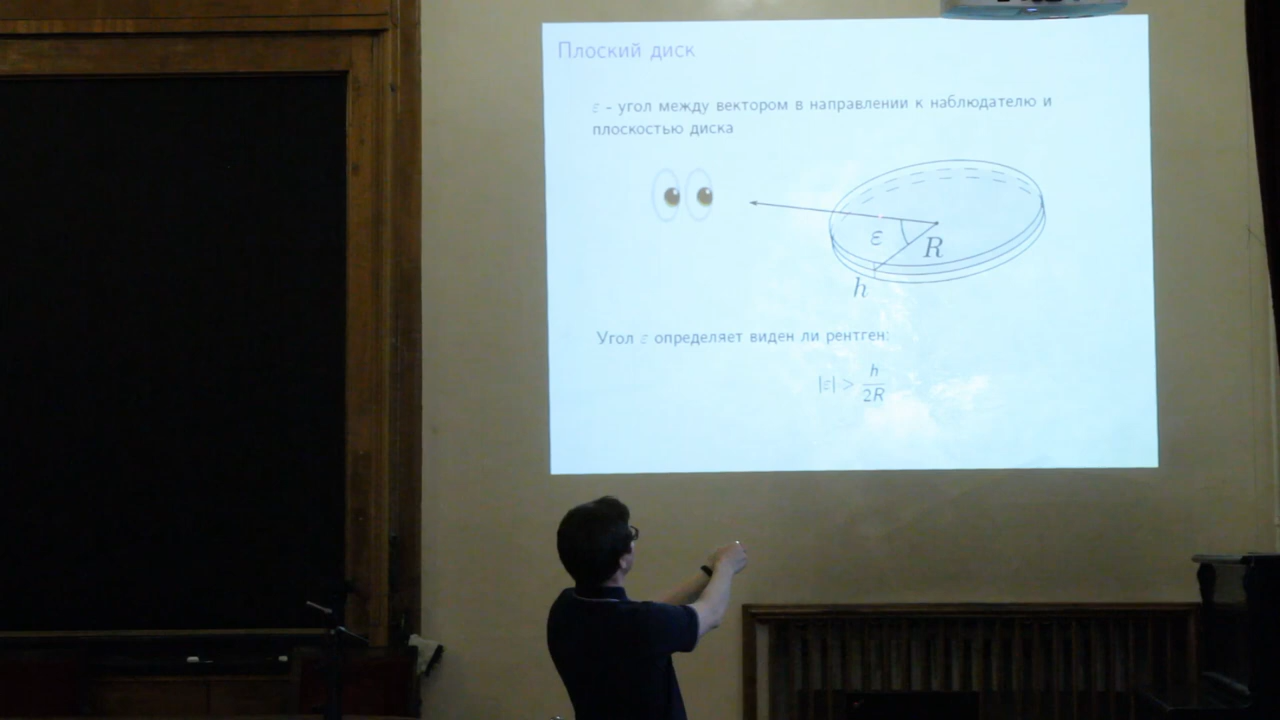 Плоский диск
ε - угол между вектором в направлении к наблюдателю и
плоскостью диска
ε
R
h
Угол ε определяет виден ли рентген:
|ε| > h/2R